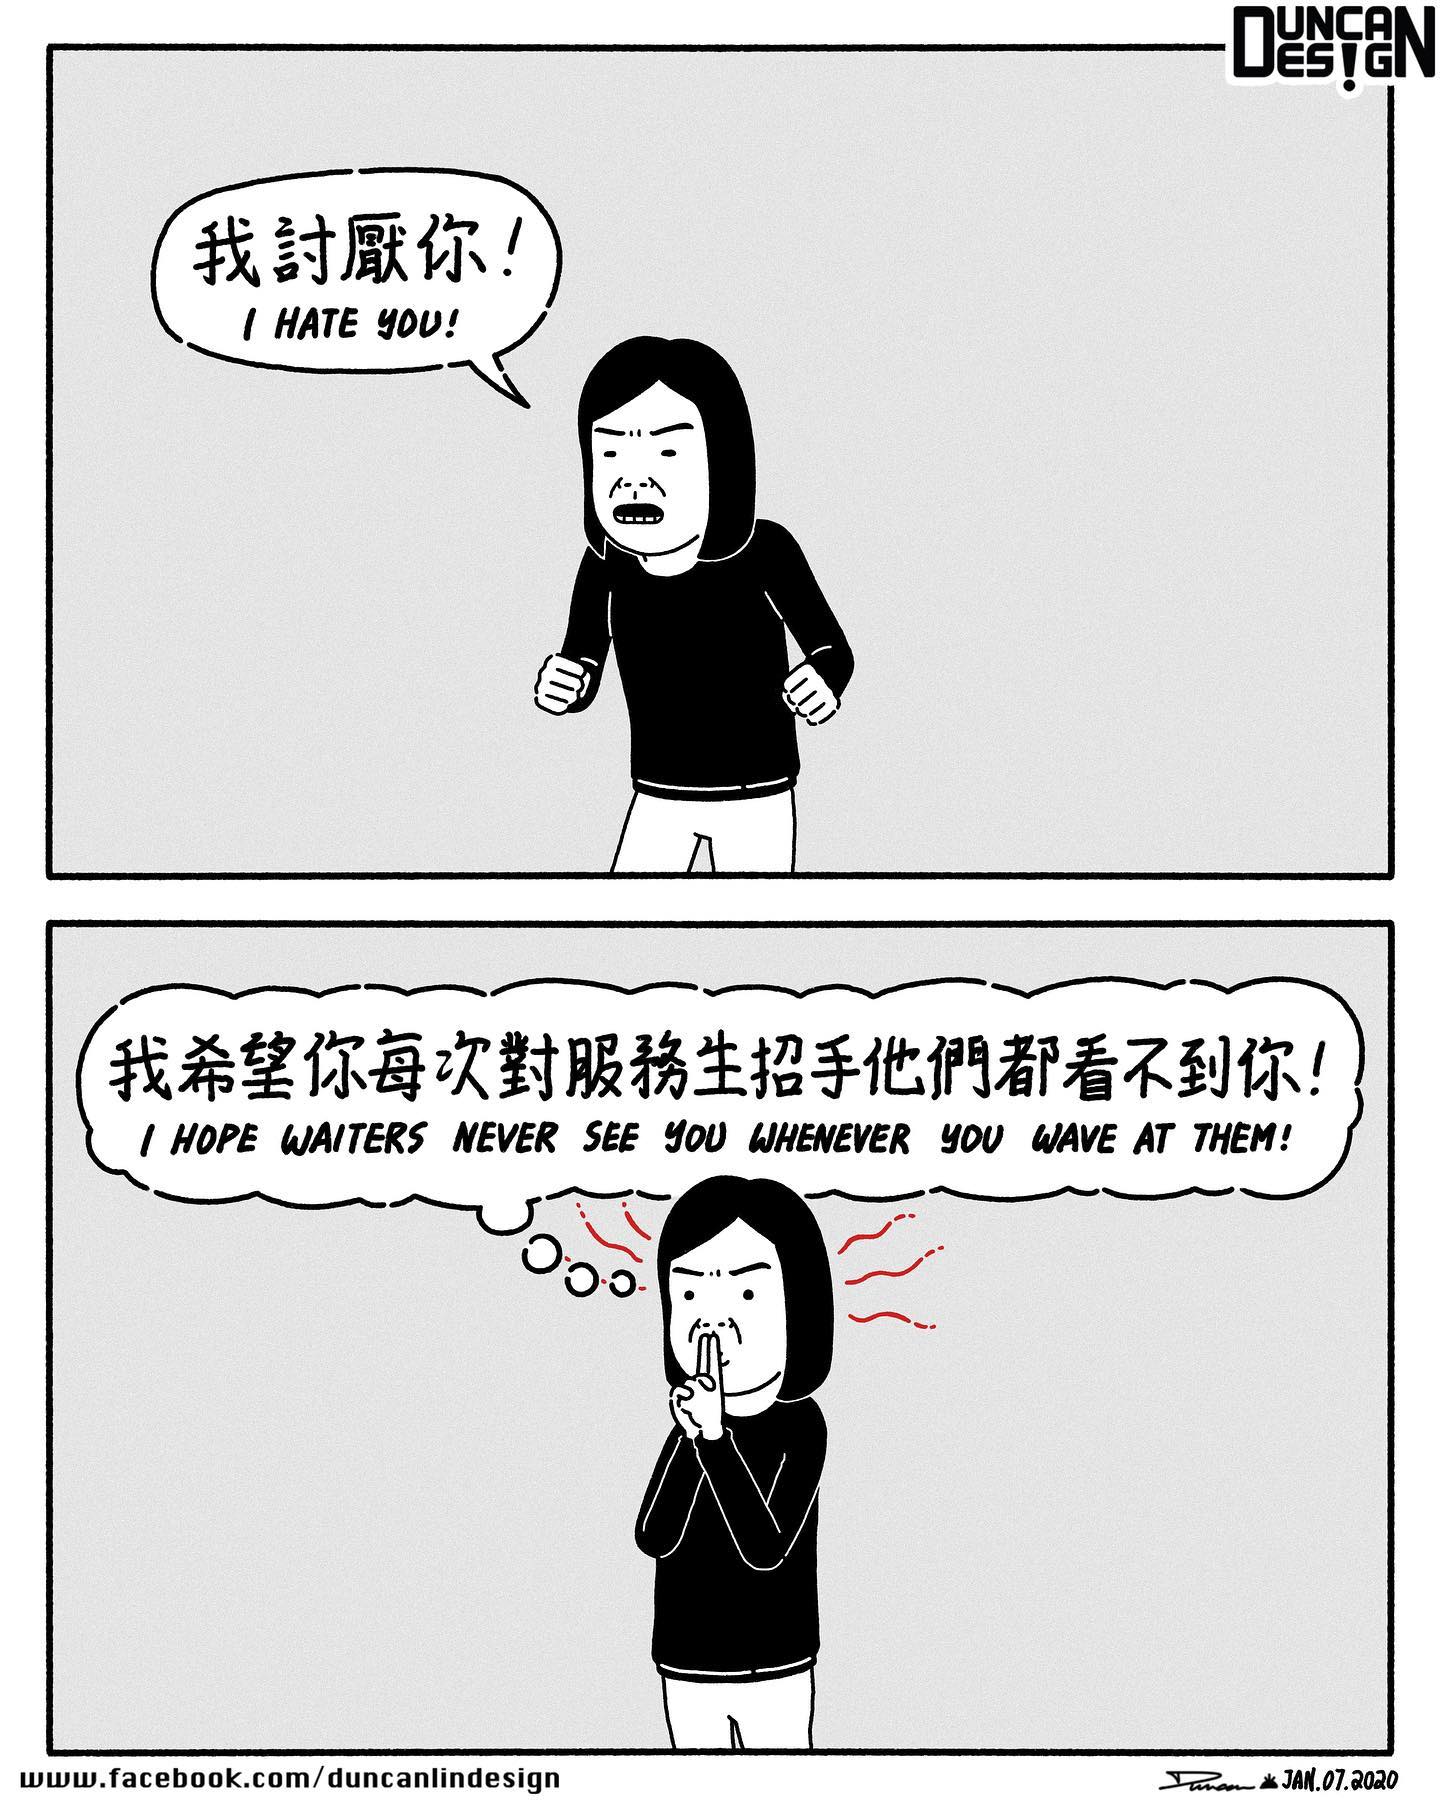 DUNCAN
DES!GN
我討厭你!
I HATE YOU!
我希望你每次對服務生招手他們都看不到你!
I HOPE WAITERS NEVER SEE YOU WHENEVER YOU WAVE AT THEM!
www.facebook.com/duncanlindesign
Duncan JAN.07.2020